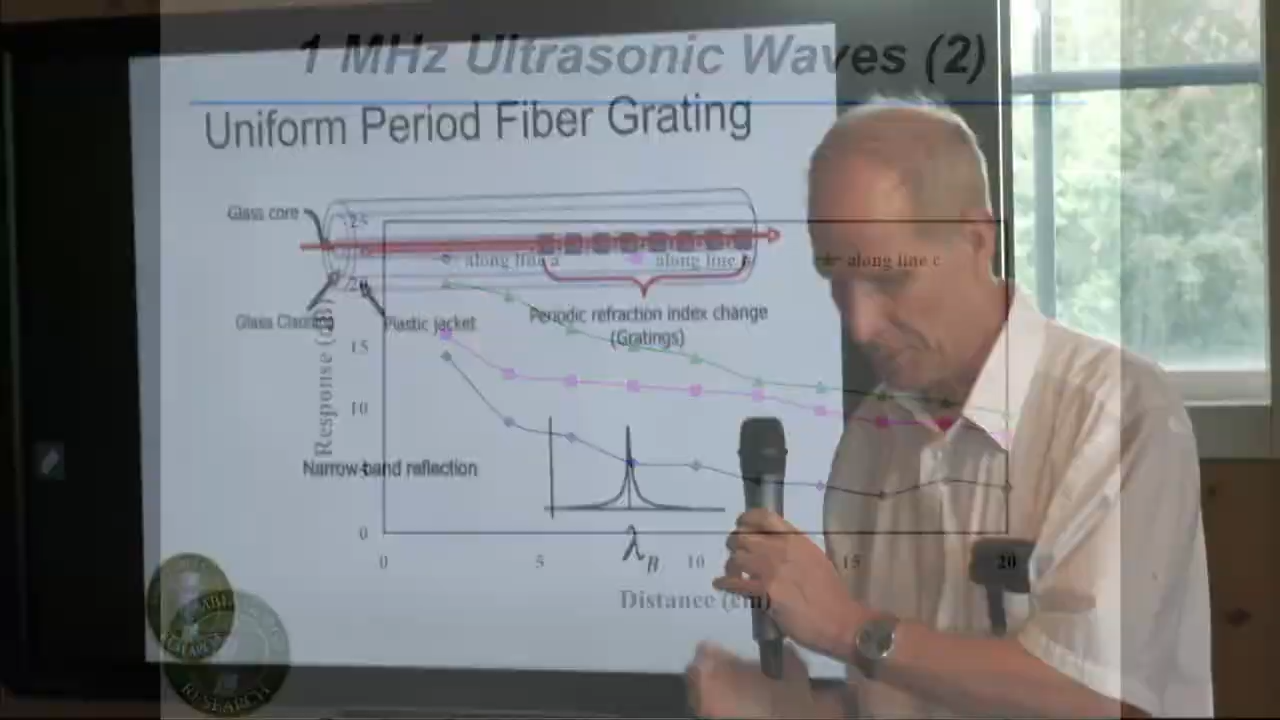 1 MHz Ultrasonic Waves (2)
Uniform Period Fiber Grating
Glass core
25
along line a
along line
along line c
20
Glass
Plastic jacket
Periodic refraction index change
(Gratings)
15
Response (dB)
10
Narrow band reflection
5
0
λB
0
5
10
15
20
Distance (cm)
RESEARCH